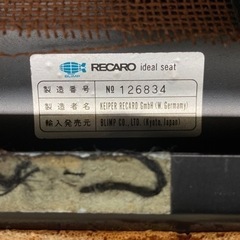 BLIMP RECARO ideal seat
製造番号 № 126834
製造者名 KEIPER RECARO GmbH (W.Germany)
輸入発売元 BLIMP CO., LTD. (Kyoto Japan)